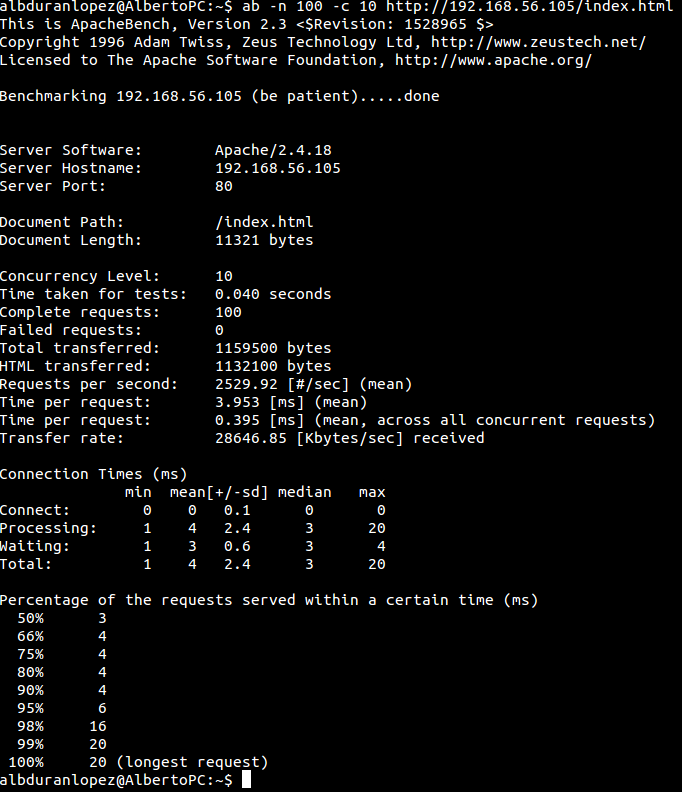 albduranlopez@AlbertoPC:~$ ab -n 100 -c 10 http://192.168.56.105/index.html
This is ApacheBench, Version 2.3 <$Revision: 1528965 $>
Copyright 1996 Adam Twiss, Zeus Technology Ltd, http://www.zeustech.net/
Licensed to The Apache Software Foundation, http://www.apache.org/

Benchmarking 192.168.56.105 (be patient).....done


Server Software:        Apache/2.4.18
Server Hostname:        192.168.56.105
Server Port:            80

Document Path:          /index.html
Document Length:        11321 bytes

Concurrency Level:      10
Time taken for tests:   0.040 seconds
Complete requests:      100
Failed requests:        0
Total transferred:      1159500 bytes
HTML transferred:       1132100 bytes
Requests per second:    2529.92 [#/sec] (mean)
Time per request:       3.953 [ms] (mean)
Time per request:       0.395 [ms] (mean, across all concurrent requests)
Transfer rate:          28646.85 [Kbytes/sec] received

Connection Times (ms)
              min  mean[+/-sd] median   max
Connect:        0    0   0.1      0       0
Processing:     1    4   2.4      3      20
Waiting:        1    3   0.6      3       4
Total:          1    4   2.4      3      20

Percentage of the requests served within a certain time (ms)
  50%      3
  66%      4
  75%      4
  80%      4
  90%      4
  95%      6
  98%     16
  99%     20
 100%     20 (longest request)
albduranlopez@AlbertoPC:~$